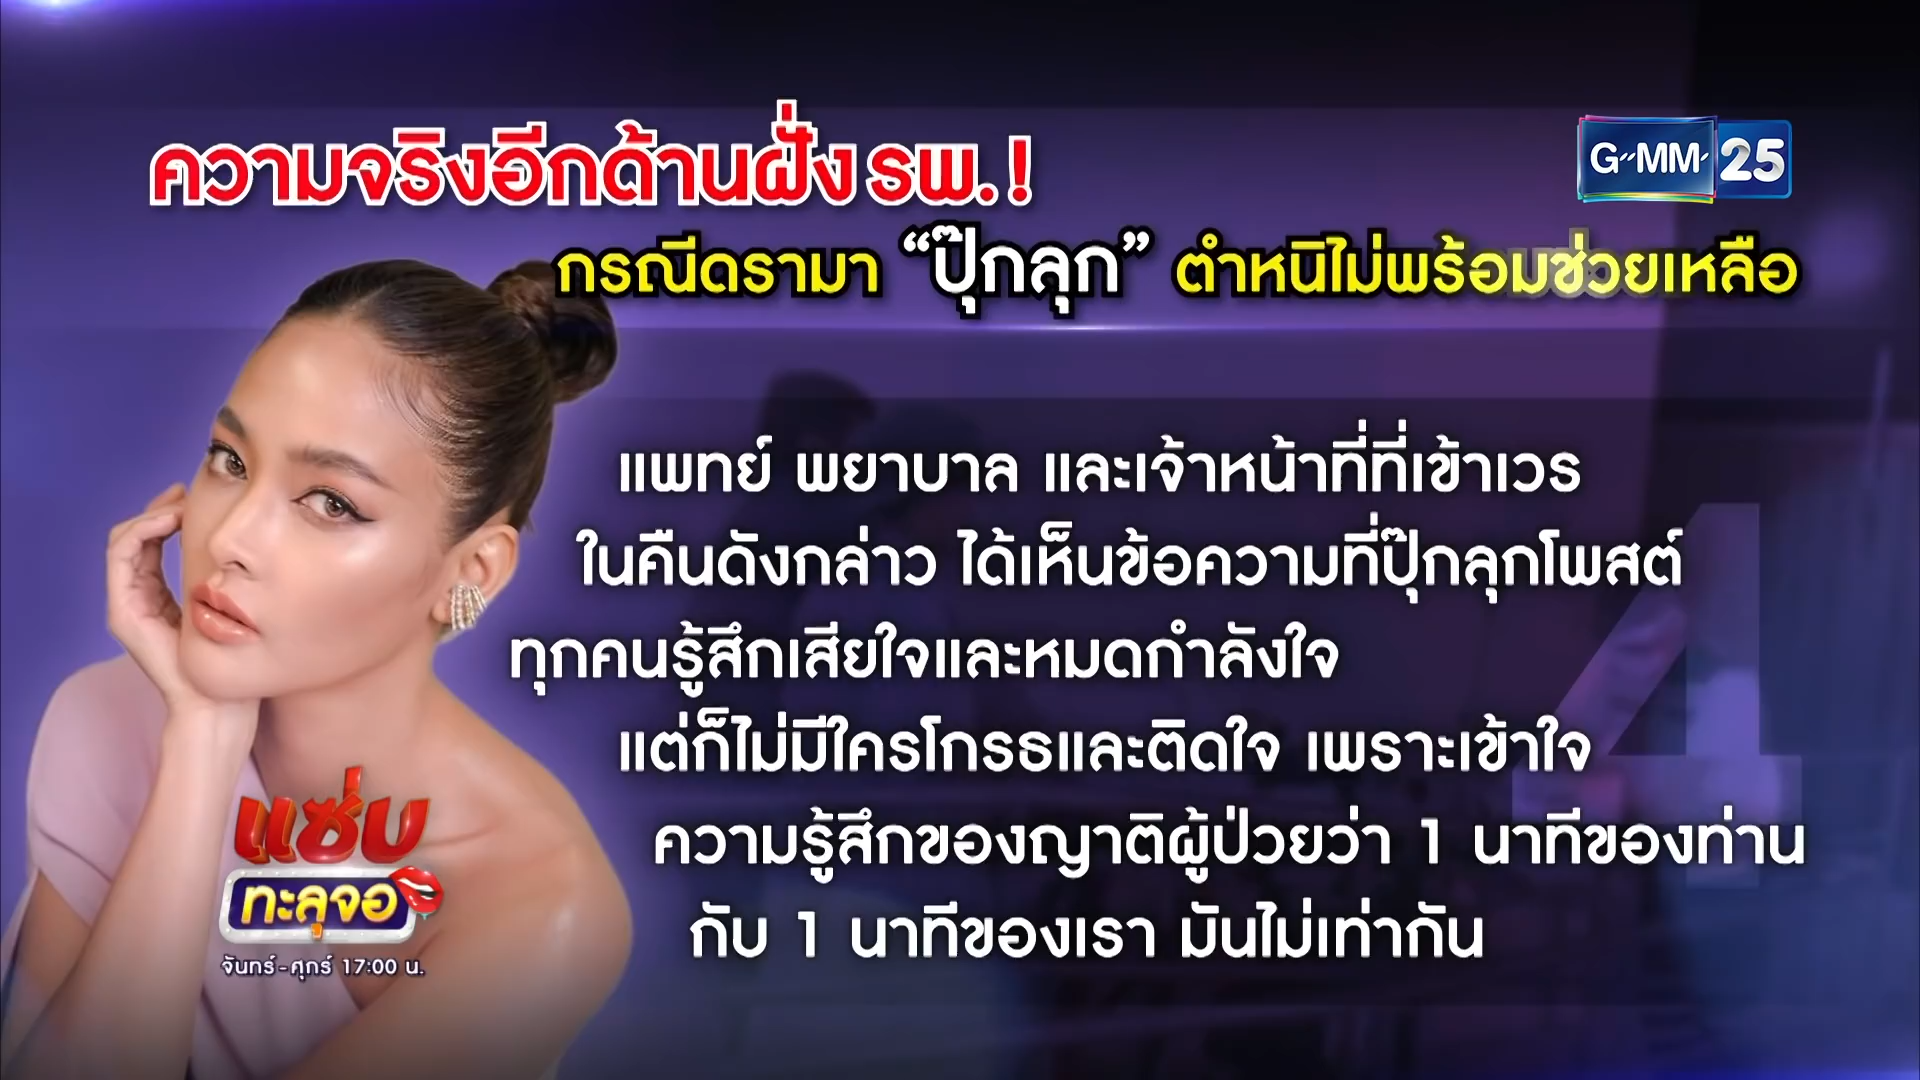 ความจริงอีกด้านฝั่ง รพ.!
G-MM 25
กรณีดรามา “ปุ๊กลุก” ตำหนิไม่พร้อมช่วยเหลือ
แพทย์ พยาบาล และเจ้าหน้าที่ที่เข้าเวร
ในคืนดังกล่าว ได้เห็นข้อความที่ปุ๊กลุกโพสต์
ทุกคนรู้สึกเสียใจและหมดกำลังใจ
แต่ก็ไม่มีใครโกรธและติดใจ เพราะเข้าใจ
ความรู้สึกของญาติผู้ป่วยว่า 1 นาทีของท่าน
กับ 1 นาทีของเรา มันไม่เท่ากัน
4
แซ่บ
ทะลุจอ
จันทร์-ศุกร์ 17:00 น.